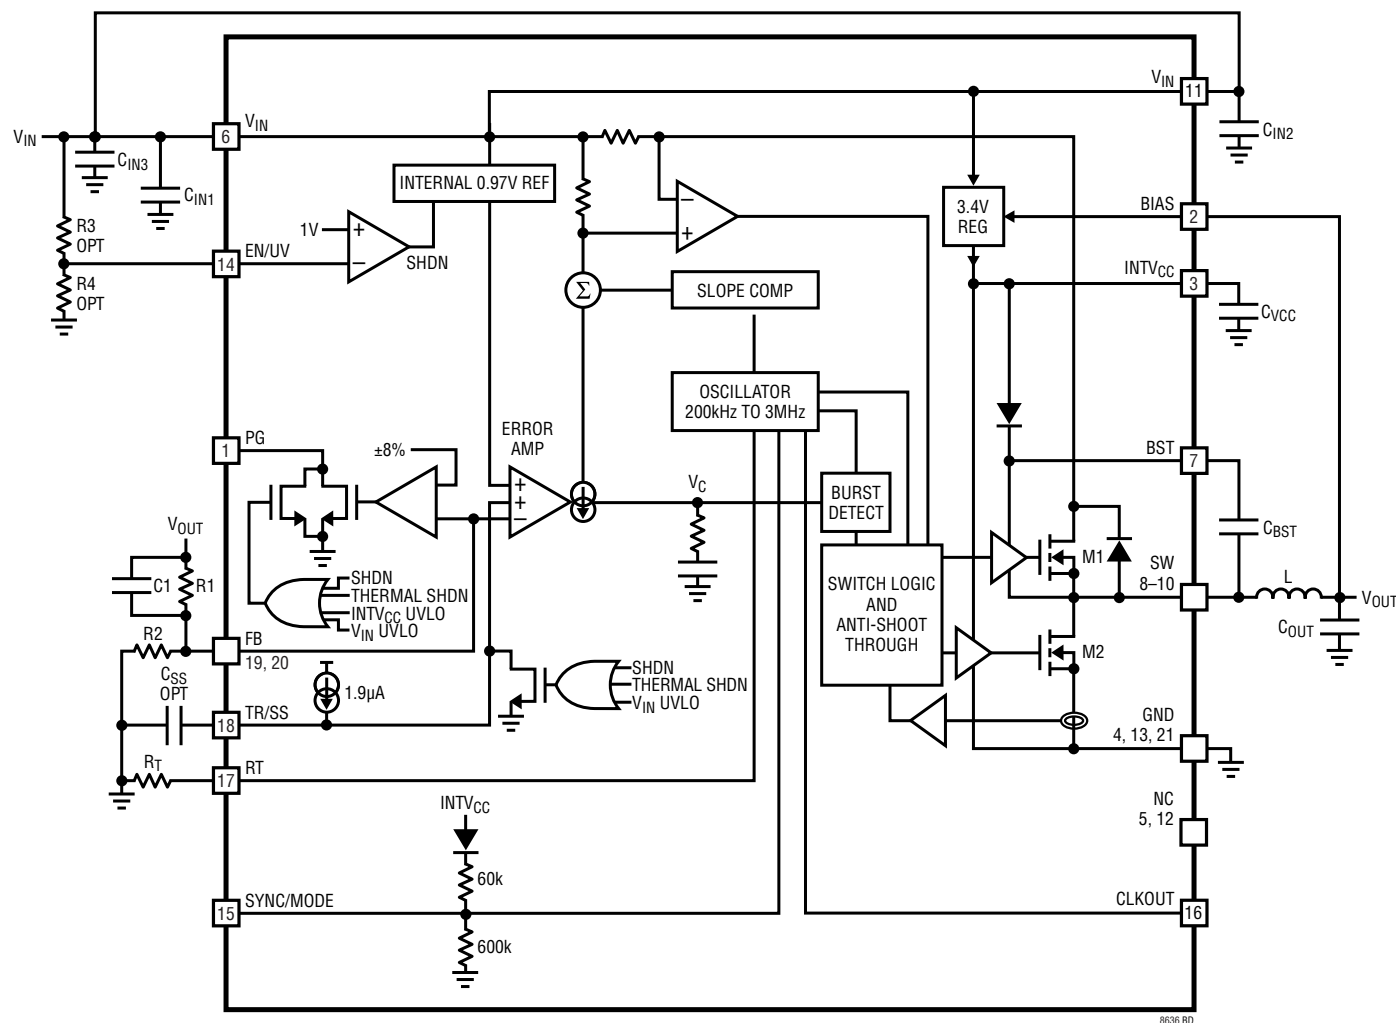 VIN
11
VIN
VIN
6
CIN3
CIN2
CIN1
INTERNAL 0.97V REF
R3
OPT
1V
+
−
SHDN
EN/UV
14
R4
OPT
−
+
3.4V
REG
BIAS
2
INTVCC
3
CVCC
Σ
SLOPE COMP
OSCILLATOR
200kHz TO 3MHz
PG
1
±8%
ERROR
AMP
+
+
−
VC
BURST
DETECT
BST
7
CBST
VOUT
C1
R1
SHDN
THERMAL SHDN
INTVCC UVLO
VIN UVLO
SWITCH LOGIC
AND
ANTI-SHOOT
THROUGH
M1
SW
8–10
L
VOUT
COUT
R2
FB
19, 20
M2
CSS
OPT
1.9µA
SHDN
THERMAL SHDN
VIN UVLO
TR/SS
18
GND
4, 13, 21
RT
RT
17
INTVCC
NC
5, 12
60k
SYNC/MODE
15
CLKOUT
16
600k
8636 BD